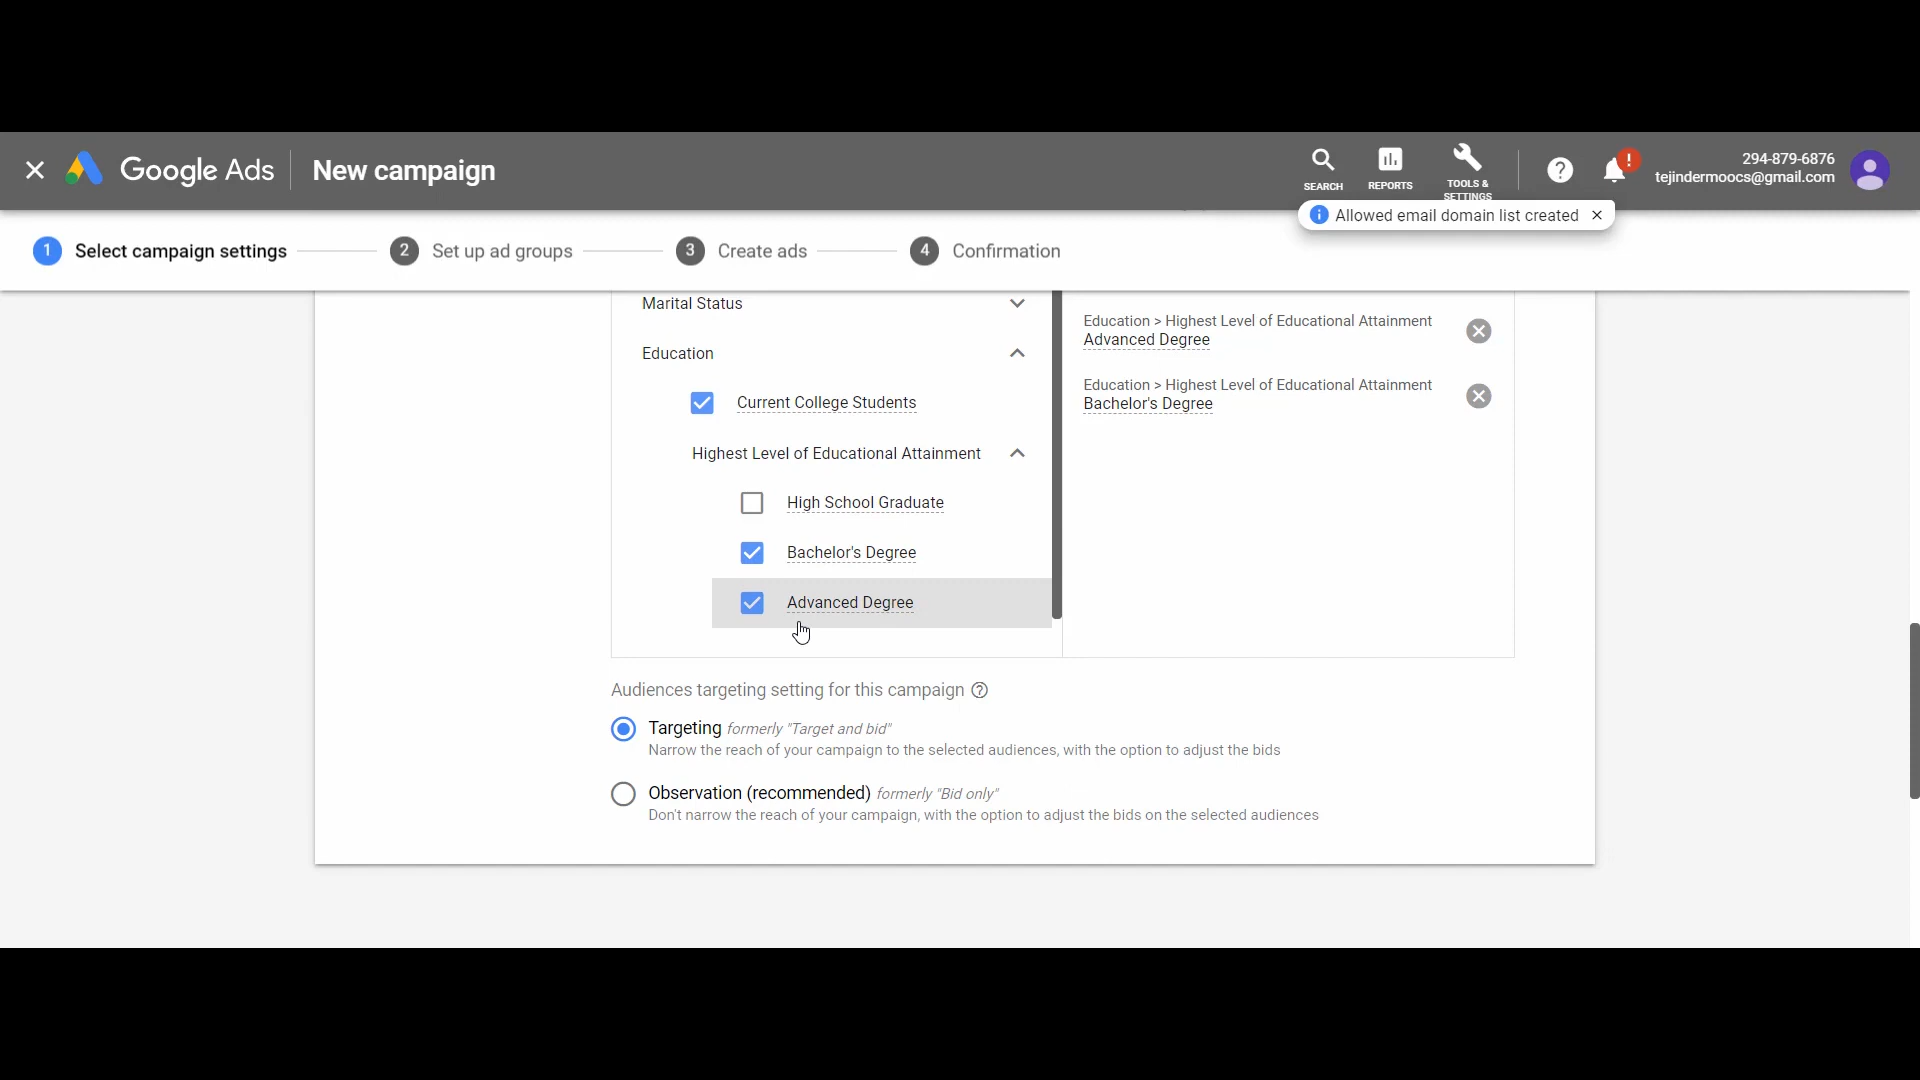 Google Ads
New campaign
SEARCH
REPORTS
TOOLS &
SETTINGS
?
!
294-879-6876
tejindermoocs@gmail.com
Allowed email domain list created
1 Select campaign settings
2 Set up ad groups
3 Create ads
4 Confirmation
Marital Status
Education
Current College Students
Highest Level of Educational Attainment
High School Graduate
Bachelor's Degree
Advanced Degree
Education > Highest Level of Educational Attainment
Advanced Degree
Education > Highest Level of Educational Attainment
Bachelor's Degree
Audiences targeting setting for this campaign ?
Targeting formerly "Target and bid"
Narrow the reach of your campaign to the selected audiences, with the option to adjust the bids
Observation (recommended) formerly "Bid only"
Don't narrow the reach of your campaign, with the option to adjust the bids on the selected audiences